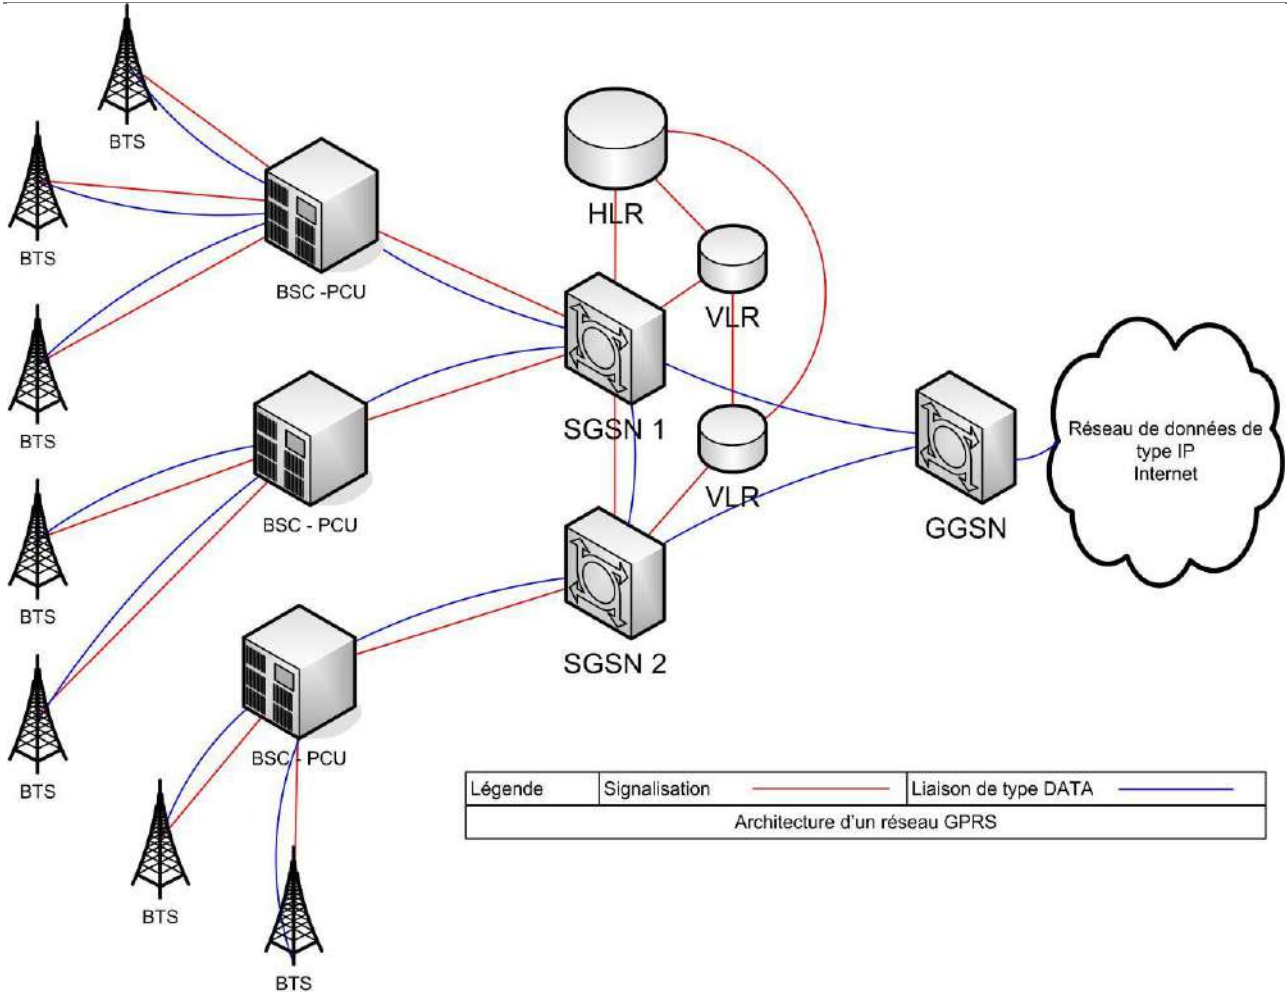 BTS
BTS
HLR
BSC -PCU
VLR
BTS
SGSN 1
Réseau de données de
type IP
Internet
VLR
BSC - PCU
GGSN
BTS
SGSN 2
BSC - PCU
BTS
Légende Signalisation Liaison de type DATA
Architecture d'un réseau GPRS
BTS
BTS